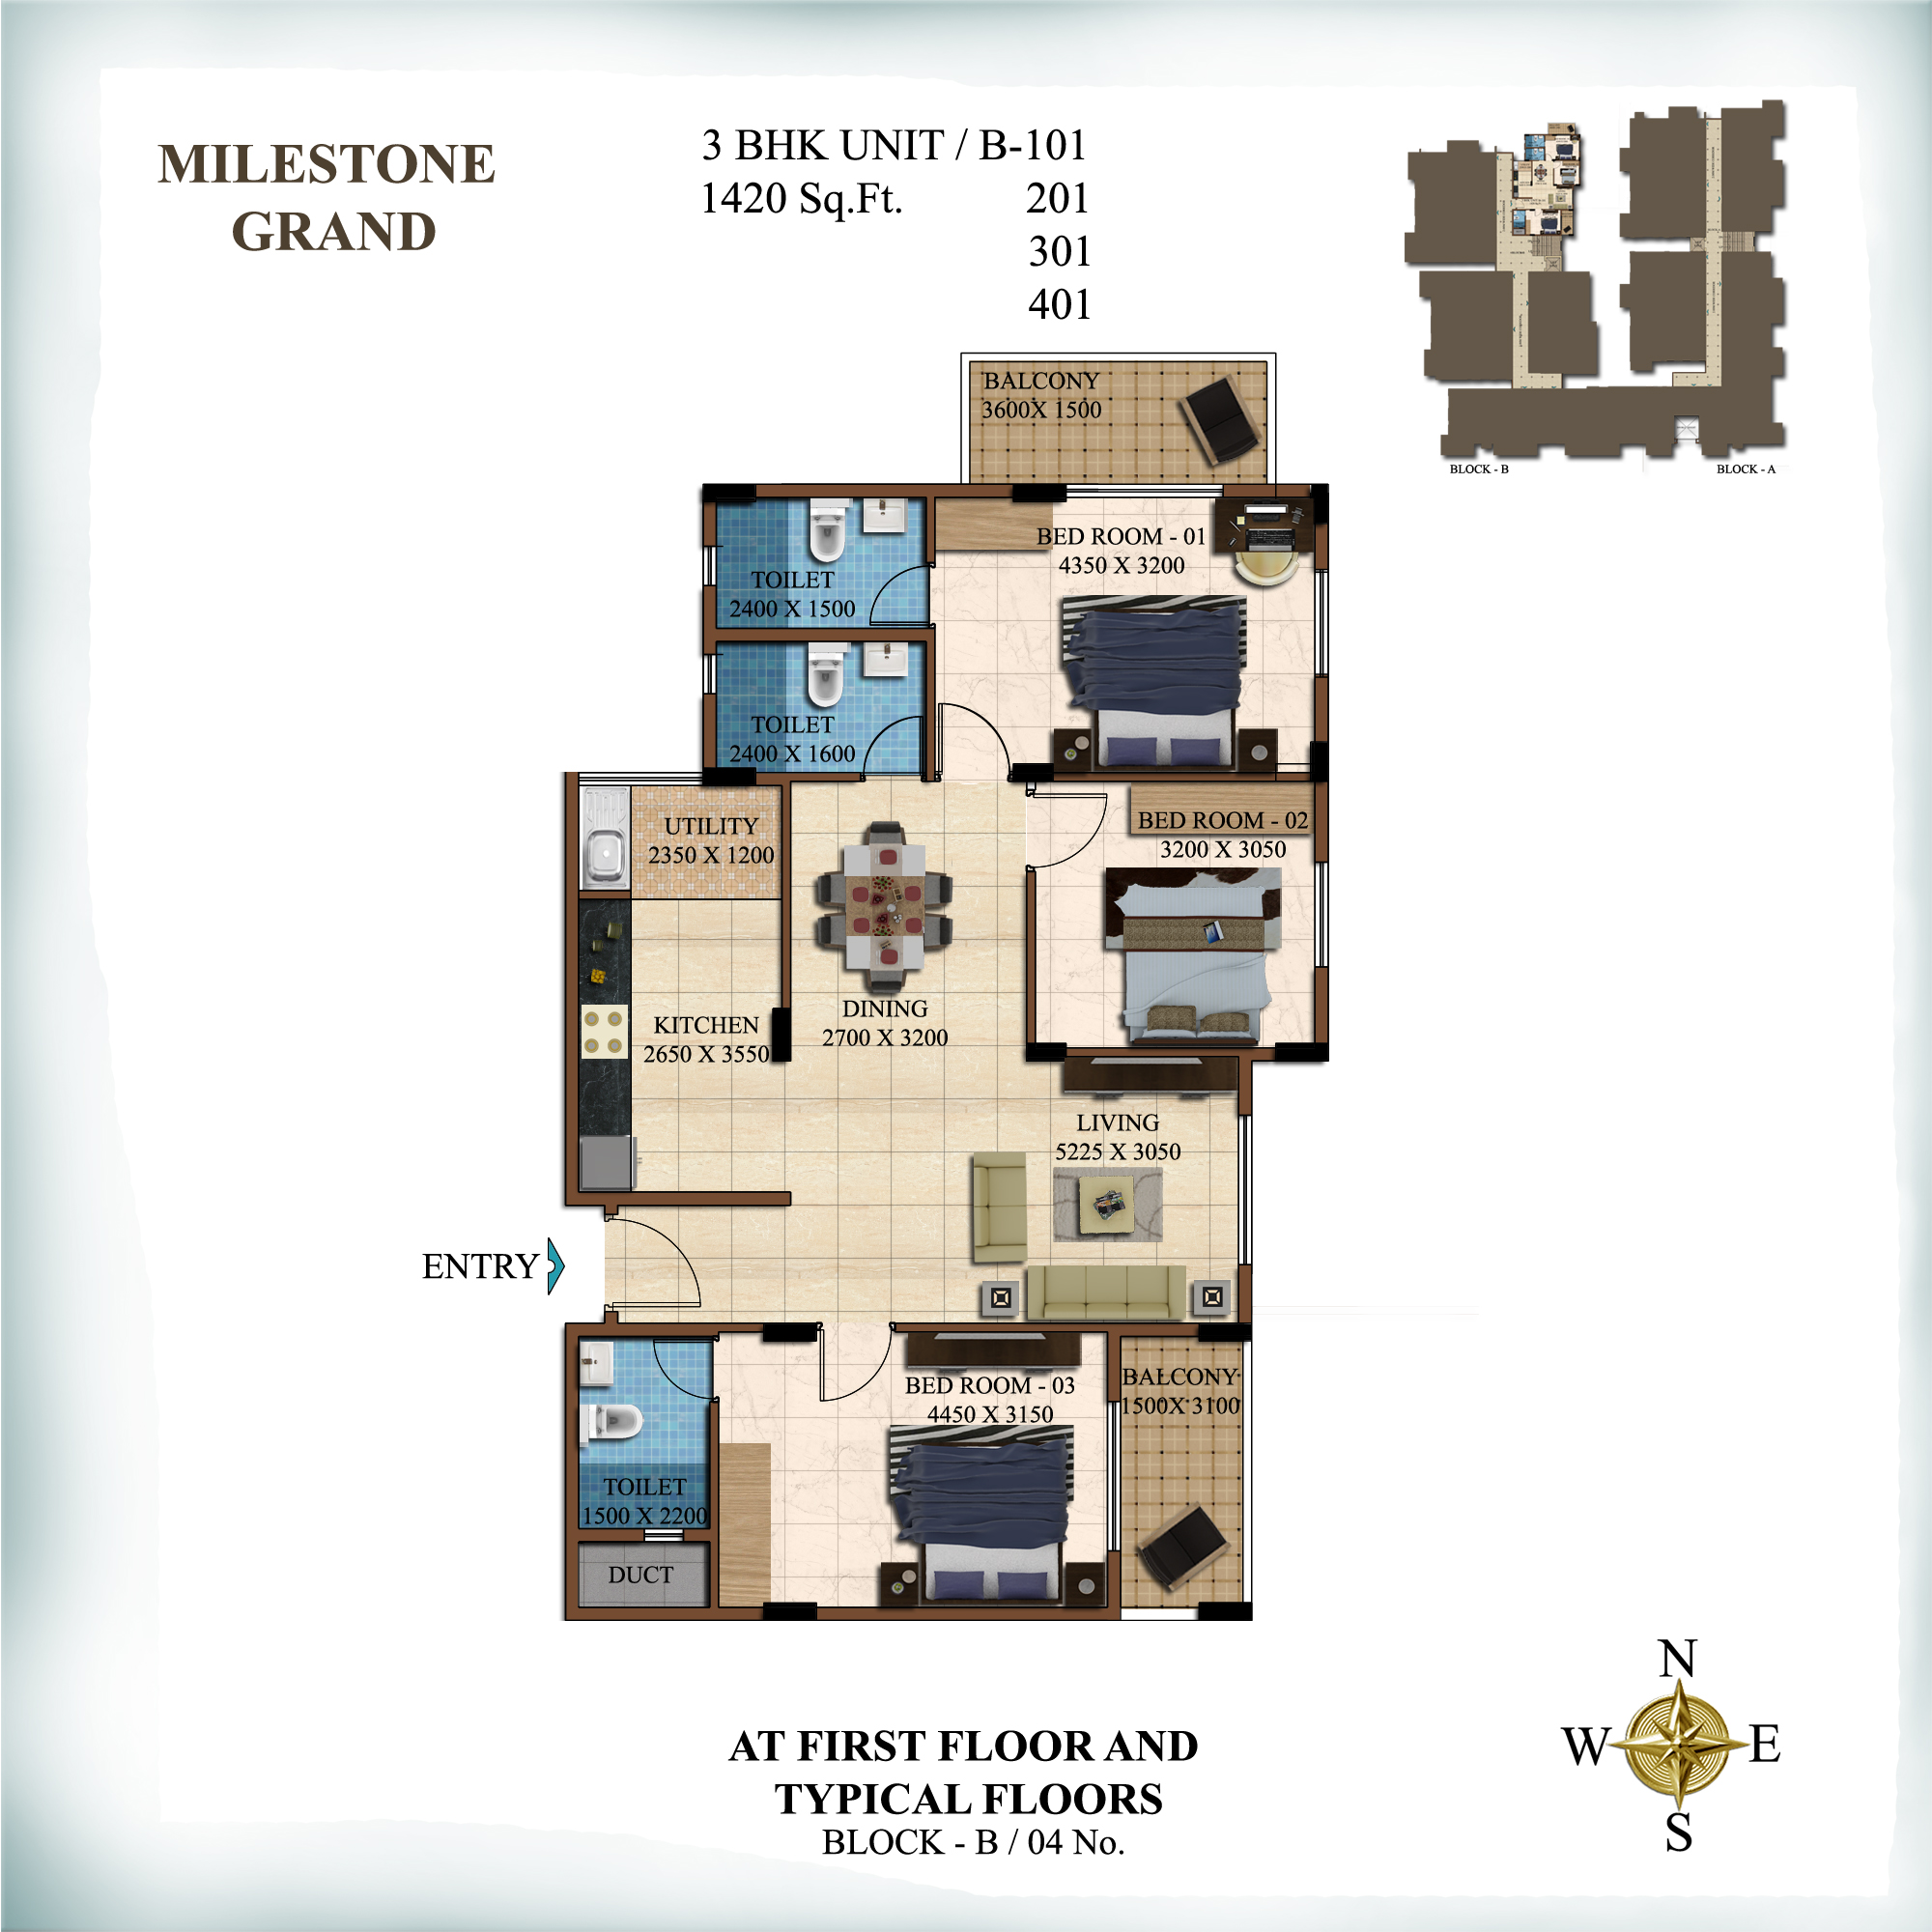 MILESTONE
GRAND
3 BHK UNIT / B-101
1420 Sq.Ft. 201
301
401
BLOCK - B
BLOCK - A
BALCONY
3600X 1500
BED ROOM - 01
4350 X 3200
TOILET
2400 X 1500
TOILET
2400 X 1600
UTILITY
2350 X 1200
BED ROOM - 02
3200 X 3050
DINING
2700 X 3200
KITCHEN
2650 X 3550
LIVING
5225 X 3050
ENTRY
BED ROOM - 03
4450 X 3150
BALCONY
1500X 3100
TOILET
1500 X 2200
DUCT
N
W
E
S
AT FIRST FLOOR AND
TYPICAL FLOORS
BLOCK - B / 04 No.